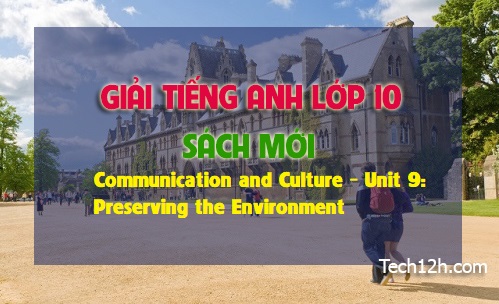 GIẢI TIẾNG ANH LỚP 10
SÁCH MỚI
Communication and Culture - Unit 9:
Preserving the Environment
Tech12h.com